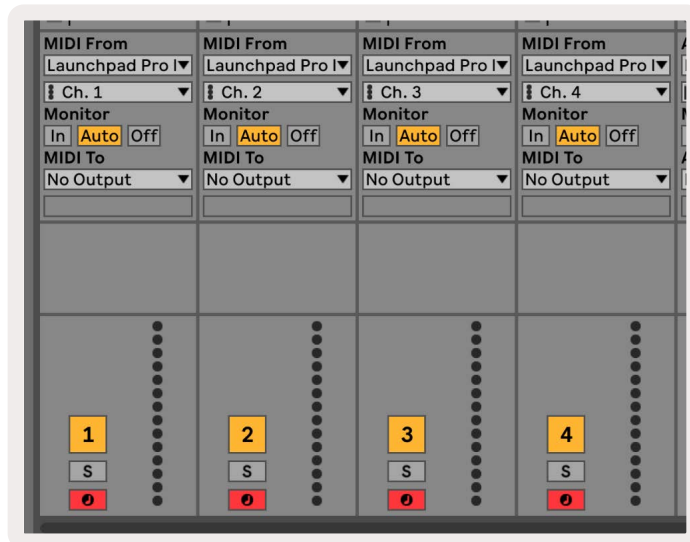 MIDI From MIDI From MIDI From MIDI From
Launchpad Pro Launchpad Pro Launchpad Pro Launchpad Pro
Ch. 1 Ch. 2 Ch. 3 Ch. 4
Monitor Monitor Monitor Monitor
In Auto Off In Auto Off In Auto Off In Auto Off
MIDI To MIDI To MIDI To MIDI To
No Output No Output No Output No Output
1 2 3 4
S S S S